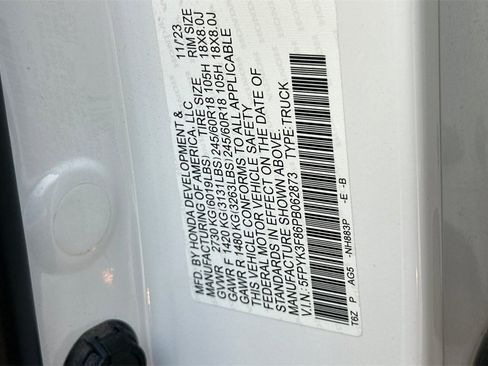 MFD. BY HONDA DEVELOPMENT & 11/23
MANUFACTURING OF AMERICA, LLC
TIRE SIZE RIM SIZE
GVWR 2730 KG(6019LBS)
GAWR F 1420 KG(3131LBS) 245/60R18 105H 18X8.0J
GAWR R 1480 KG(3263LBS) 245/60R18 105H 18X8.0J
THIS VEHICLE CONFORMS TO ALL APPLICABLE
FEDERAL MOTOR VEHICLE SAFETY
STANDARDS IN EFFECT ON THE DATE OF
MANUFACTURE SHOWN ABOVE.
V.I.N.: 5FPYK3F86PB062873 TYPE:TRUCK
T6Z P AG5 -NH883P -E -B